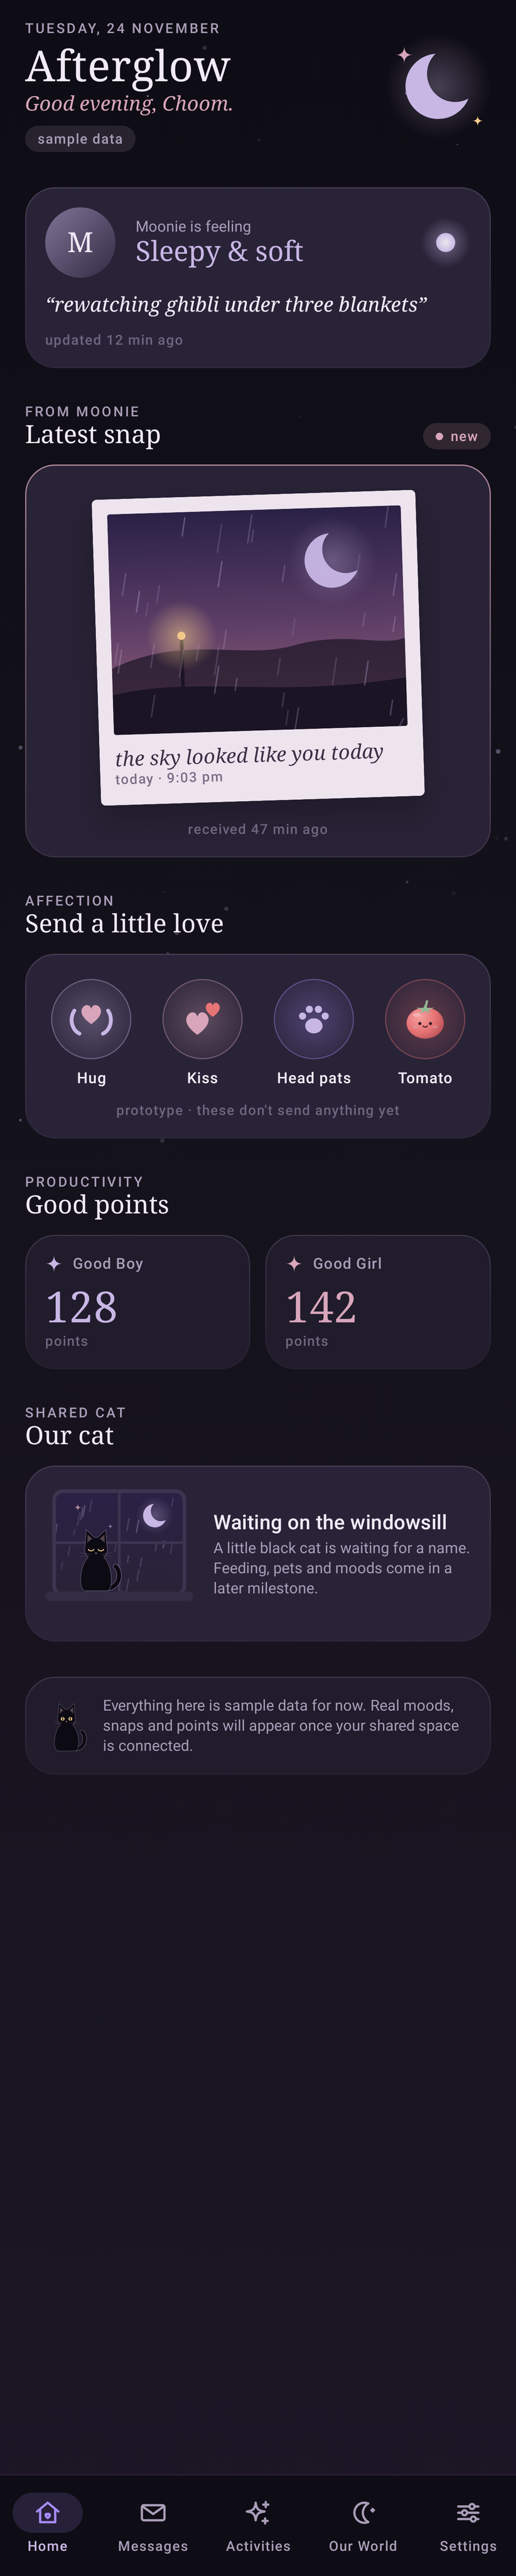 TUESDAY, 24 NOVEMBER
Afterglow
Good evening, Choom.
sample data
M
Moonie is feeling
Sleepy & soft
“rewatching ghibli under three blankets”
updated 12 min ago
FROM MOONIE
Latest snap
new
the sky looked like you today
today · 9:03 pm
received 47 min ago
AFFECTION
Send a little love
Hug
Kiss
Head pats
Tomato
prototype · these don't send anything yet
PRODUCTIVITY
Good points
Good Boy
128
points
Good Girl
142
points
SHARED CAT
Our cat
Waiting on the windowsill
A little black cat is waiting for a name.
Feeding, pets and moods come in a
later milestone.
Everything here is sample data for now. Real moods,
snaps and points will appear once your shared space
is connected.
Home
Messages
Activities
Our World
Settings